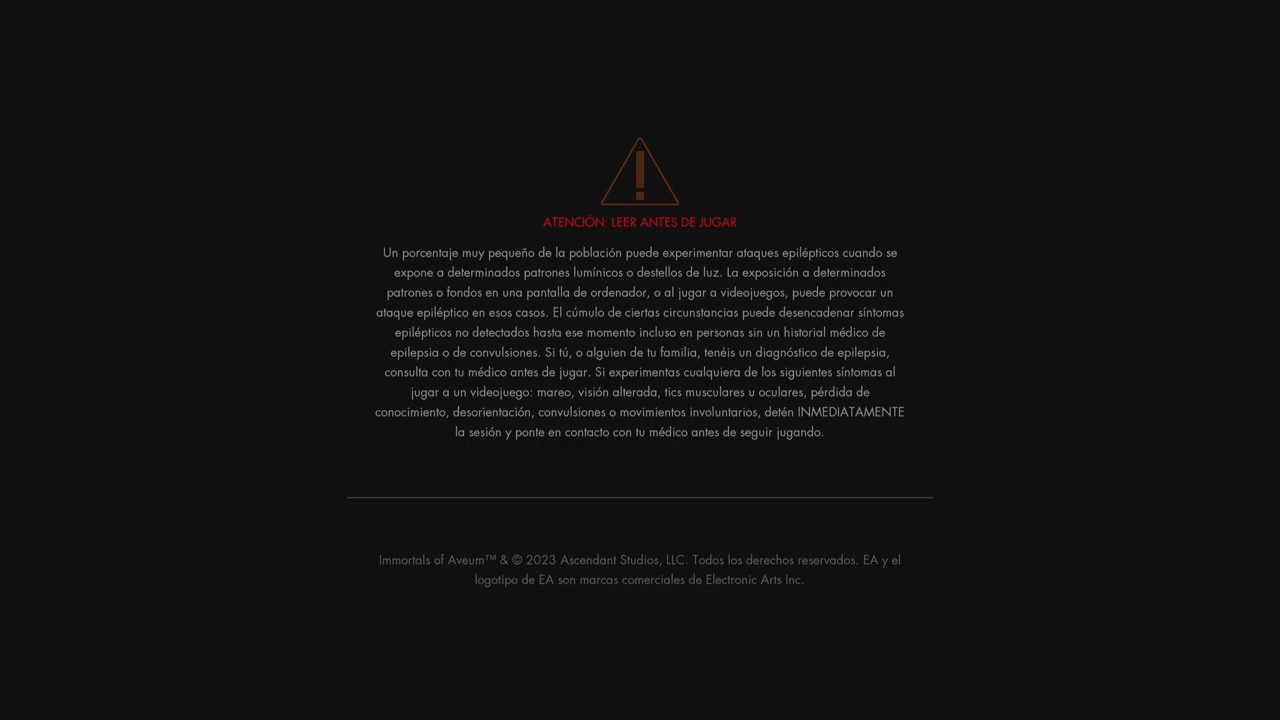 ATENCIÓN: LEER ANTES DE JUGAR
Un porcentaje muy pequeño de la población puede experimentar ataques epilépticos cuando se
expone a determinados patrones lumínicos o destellos de luz. La exposición a determinados
patrones o fondos en una pantalla de ordenador, o al jugar a videojuegos, puede provocar un
ataque epiléptico en esos casos. El cúmulo de ciertas circunstancias puede desencadenar síntomas
epilépticos no detectados hasta ese momento incluso en personas sin un historial médico de
epilepsia o de convulsiones. Si tú, o alguien de tu familia, tenéis un diagnóstico de epilepsia,
consulta con tu médico antes de jugar. Si experimentas cualquiera de los siguientes síntomas al
jugar a un videojuego: mareo, visión alterada, tics musculares u oculares, pérdida de
conocimiento, desorientación, convulsiones o movimientos involuntarios, detén INMEDIATAMENTE
la sesión y ponte en contacto con tu médico antes de seguir jugando.
Immortals of Aveum™ & © 2023 Ascendant Studios, LLC. Todos los derechos reservados. EA y el
logotipo de EA son marcas comerciales de Electronic Arts Inc.